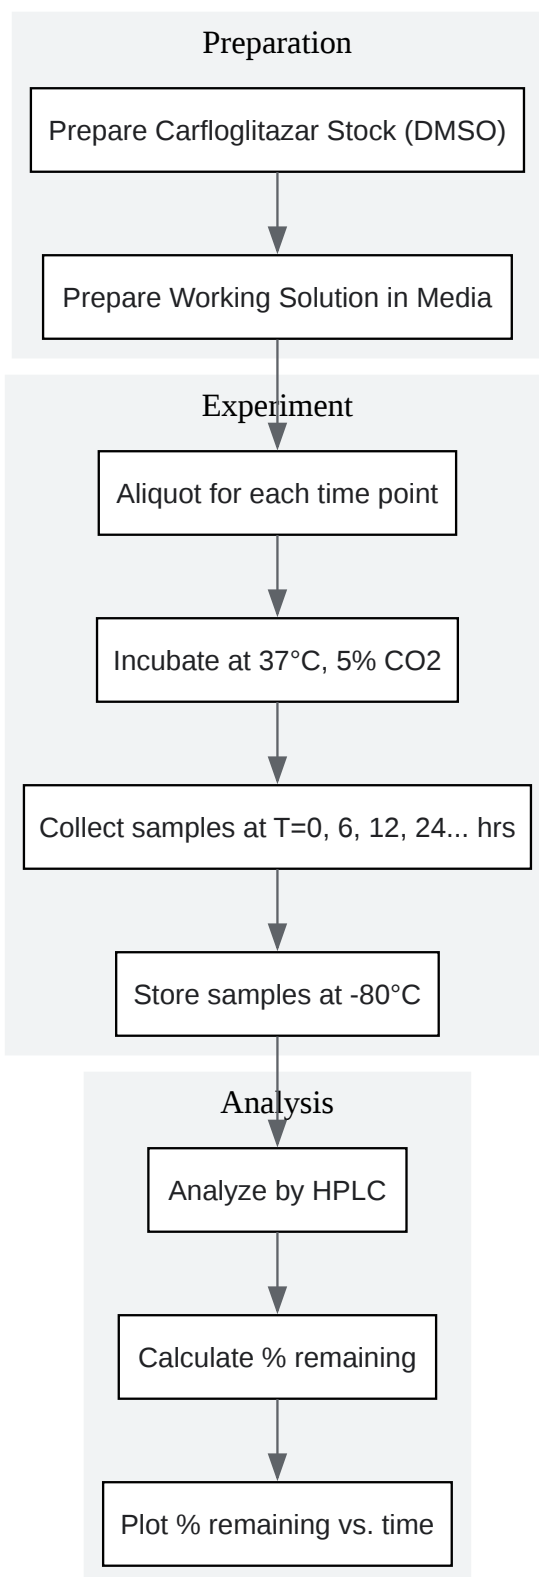 Preparation
Prepare Carfloglitazar Stock (DMSO)
Prepare Working Solution in Media
Experiment
Aliquot for each time point
Incubate at 37°C, 5% CO2
Collect samples at T=0, 6, 12, 24... hrs
Store samples at -80°C
Analysis
Analyze by HPLC
Calculate % remaining
Plot % remaining vs. time